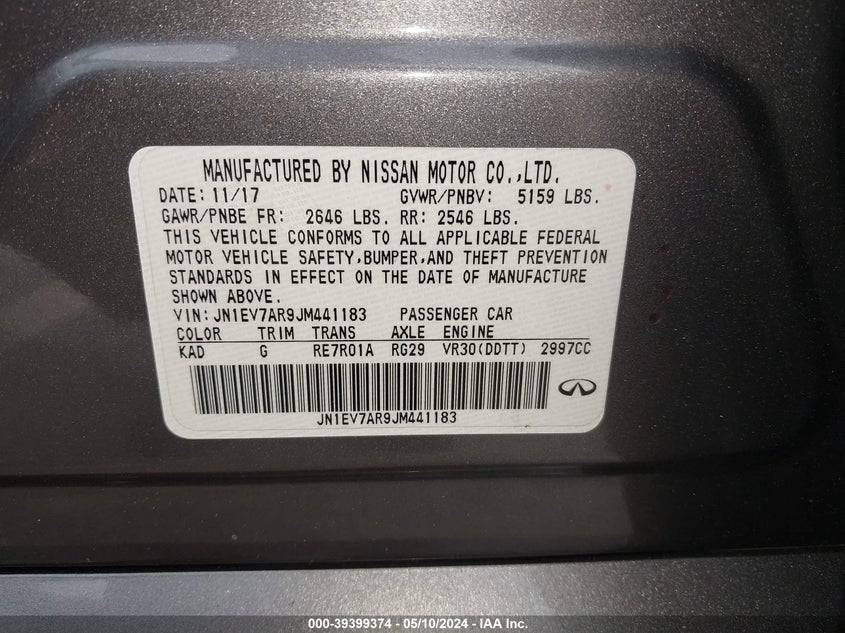 MANUFACTURED BY NISSAN MOTOR CO.,LTD.
DATE: 11/17 GVWR/PNBV: 5159 LBS.
GAWR/PNBE FR: 2646 LBS. RR: 2546 LBS.
THIS VEHICLE CONFORMS TO ALL APPLICABLE FEDERAL
MOTOR VEHICLE SAFETY,BUMPER,AND THEFT PREVENTION
STANDARDS IN EFFECT ON THE DATE OF MANUFACTURE
SHOWN ABOVE.
VIN:JN1EV7AR9JM441183 PASSENGER CAR
COLOR TRIM TRANS AXLE ENGINE
KAD G RE7R01A RG29 VR30(DDTT) 2997CC
JN1EV7AR9JM441183
000-39399374 - 05/10/2024 - IAA Inc.